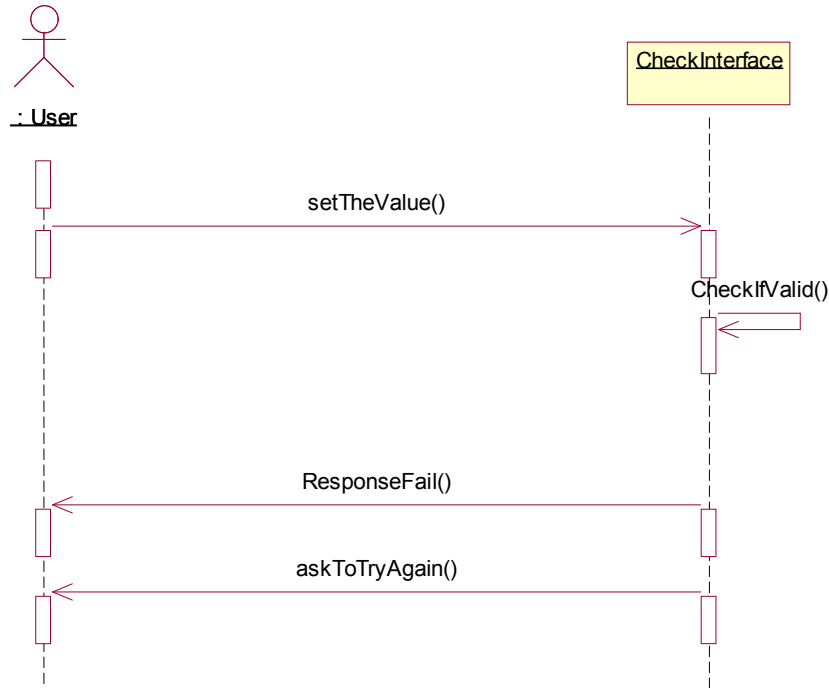 CheckInterface
: User
setTheValue()
CheckIfValid()
ResponseFail()
askToTryAgain()